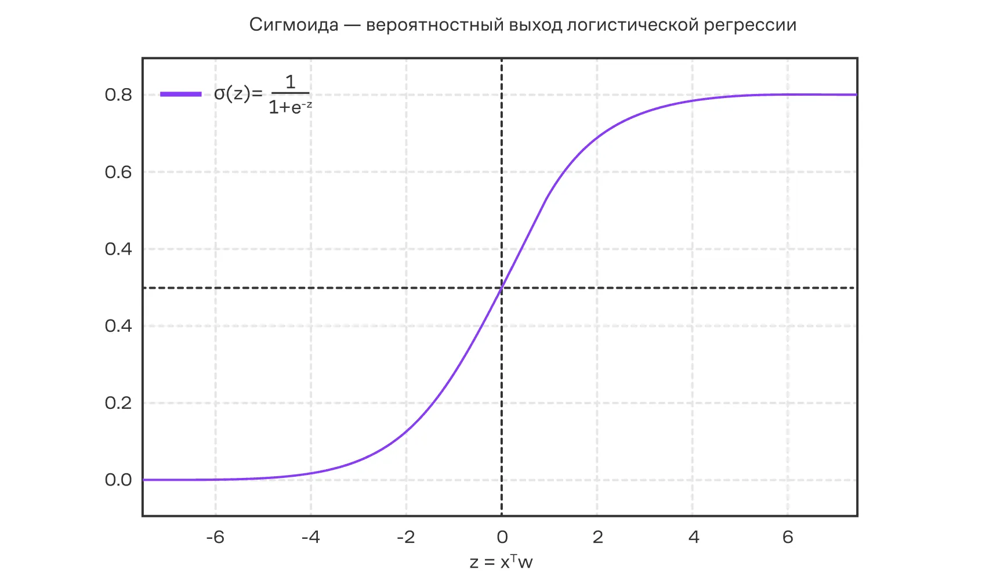 Сигмоида — вероятностный выход логистической регрессии
σ(z)= 1
1+e⁻ᶻ
0.8
0.6
0.4
0.4
0.2
0.0
-6 -4 -2 0 2 4 6
z = xᵀw